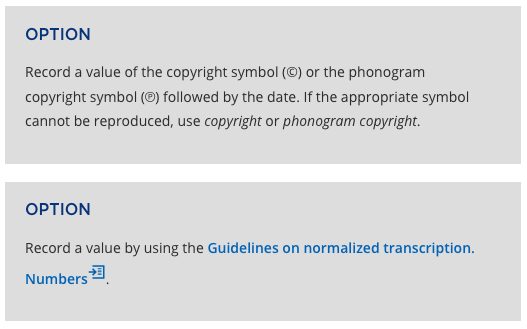 OPTION
Record a value of the copyright symbol (©) or the phonogram
copyright symbol (℗) followed by the date. If the appropriate symbol
cannot be reproduced, use copyright or phonogram copyright.
OPTION
Record a value by using the Guidelines on normalized transcription.
Numbers.